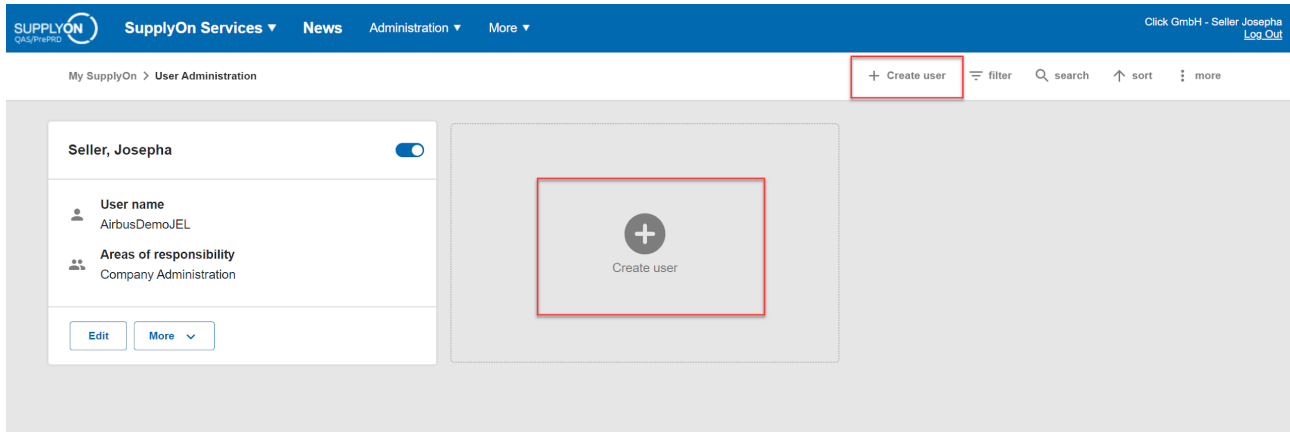 SUPPLYON
QAS/PrePRD
SupplyOn Services ▼ News Administration ▼ More ▼
Click GmbH - Seller Josepha
Log Out
My SupplyOn > User Administration
+ Create user filter search sort more
Seller, Josepha
User name
AirbusDemoJEL
Areas of responsibility
Company Administration
Edit More
Create user